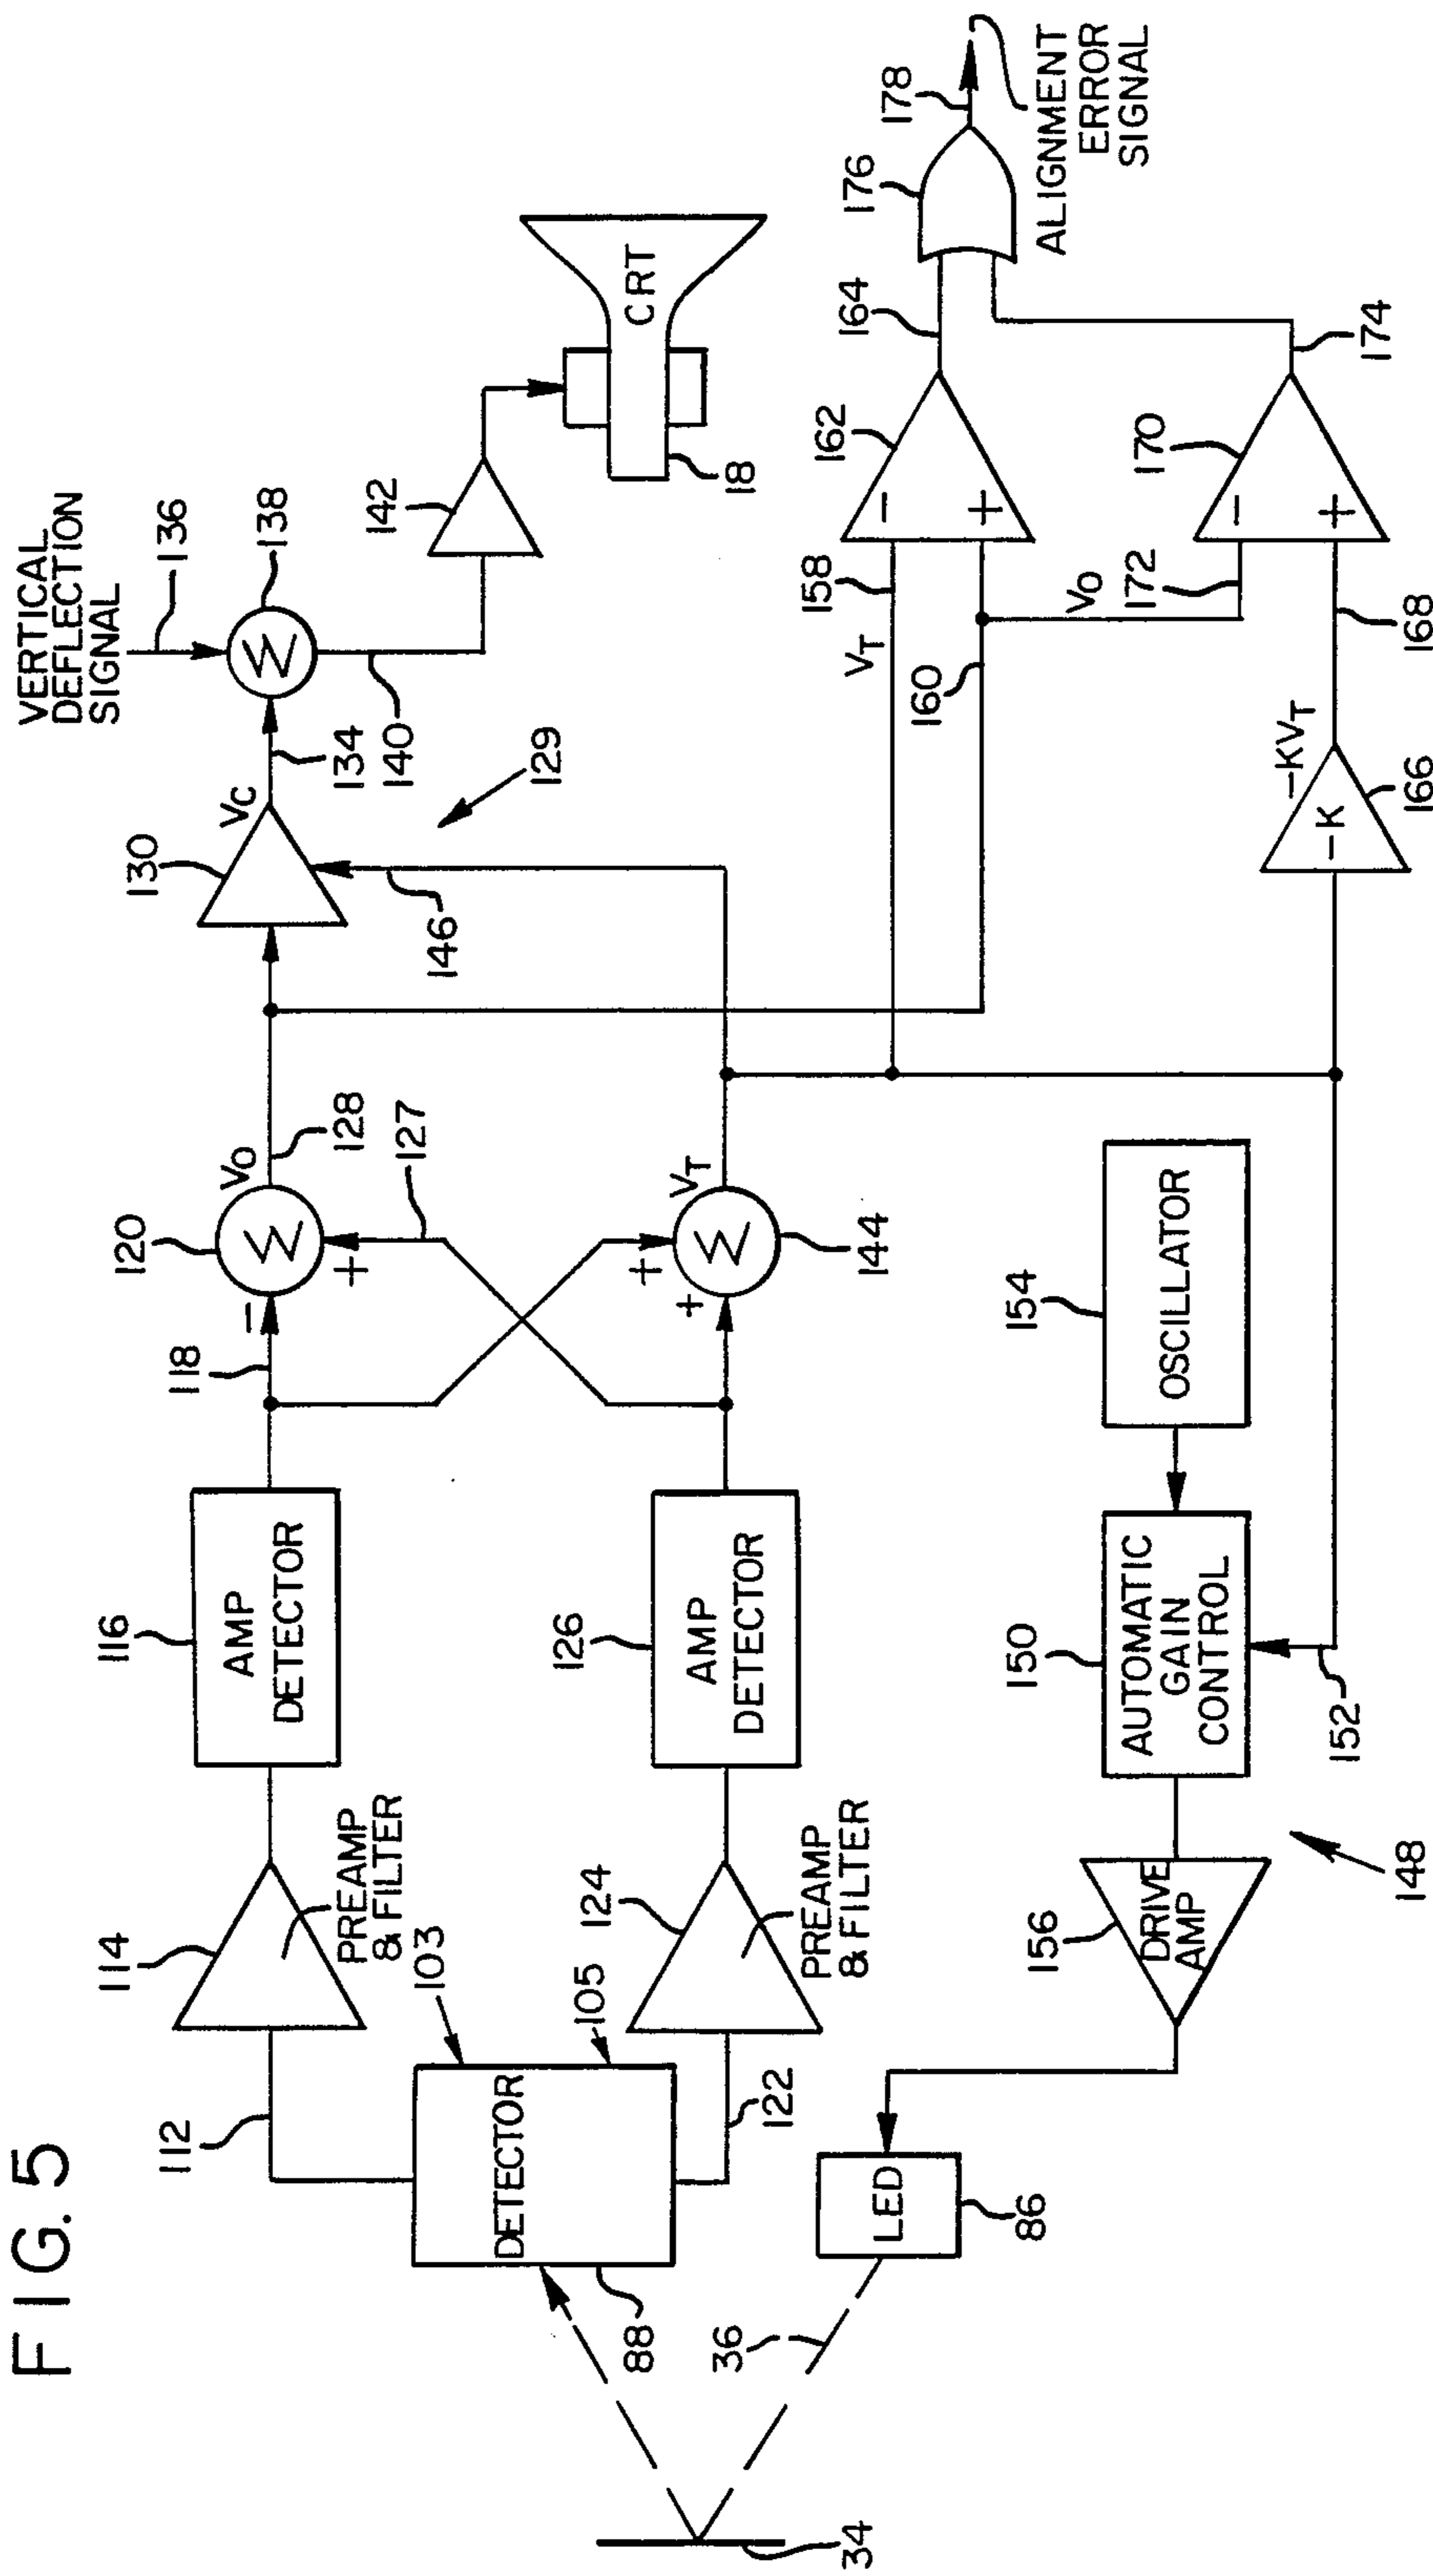 FIG. 5
VERTICAL
DEFLECTION
SIGNAL
136
138
134
140
142
CRT
18
129
130
VC
146
120
VO
128
127
118
-
+
Σ
116
AMP
DETECTOR
114
PREAMP
& FILTER
112
103
105
DETECTOR
88
122
124
PREAMP
& FILTER
126
AMP
DETECTOR
+
+
Σ
VT
144
158
VT
160
162
-
+
164
VO
172
170
-
+
174
168
-KVT
-K
166
176
178
ALIGNMENT
ERROR
SIGNAL
154
OSCILLATOR
150
AUTOMATIC
GAIN
CONTROL
152
148
156
DRIVE
AMP
LED
86
36
34
Σ